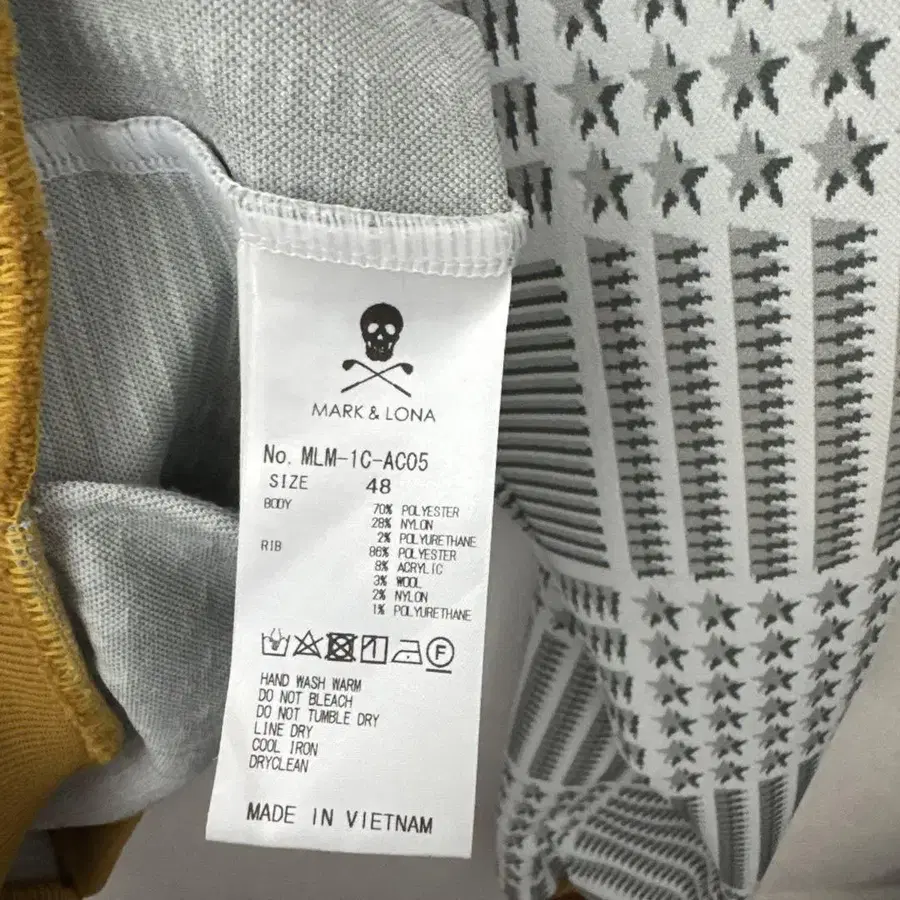 MARK & LONA
No. MLM-1C-AC05
SIZE 48
BODY 70% POLYESTER
28% NYLON
2% POLYURETHANE
RIB 86% POLYESTER
8% ACRYLIC
3% WOOL
2% NYLON
1% POLYURETHANE
F
HAND WASH WARM
DO NOT BLEACH
DO NOT TUMBLE DRY
LINE DRY
COOL IRON
DRYCLEAN
MADE IN VIETNAM